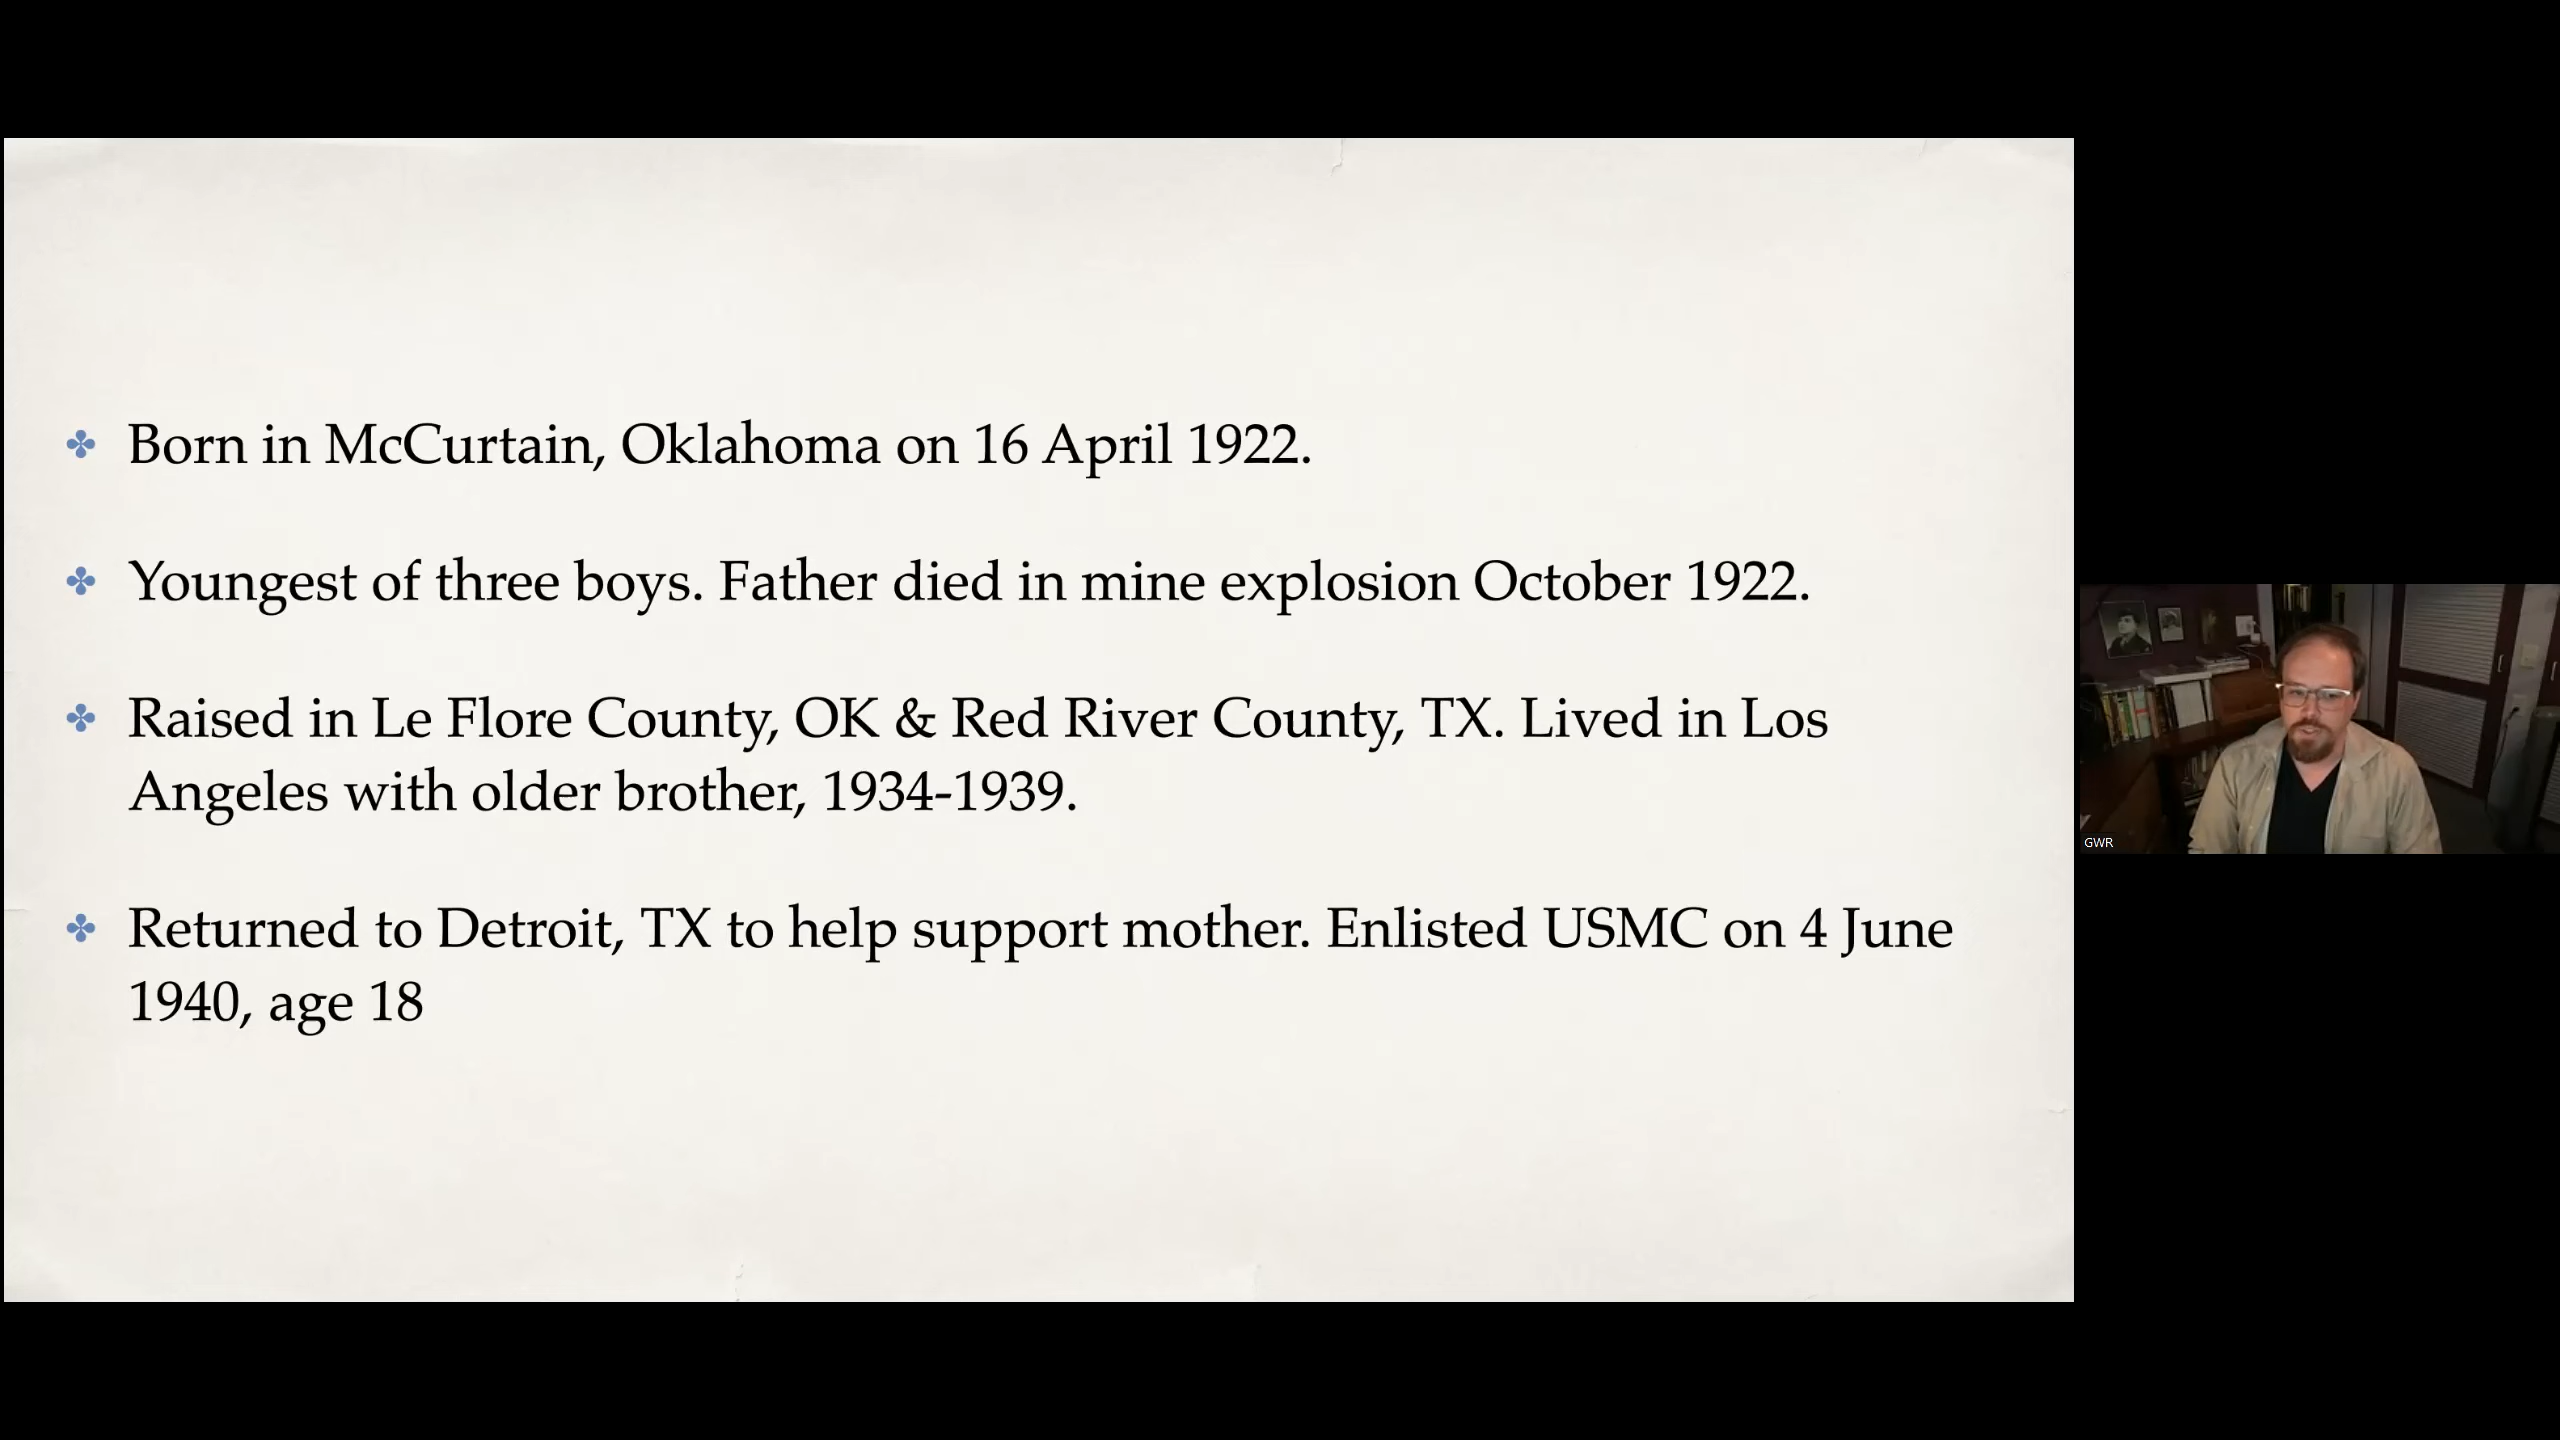 Born in McCurtain, Oklahoma on 16 April 1922.
Youngest of three boys. Father died in mine explosion October 1922.
Raised in Le Flore County, OK & Red River County, TX. Lived in Los
Angeles with older brother, 1934-1939.
Returned to Detroit, TX to help support mother. Enlisted USMC on 4 June
1940, age 18
GWR